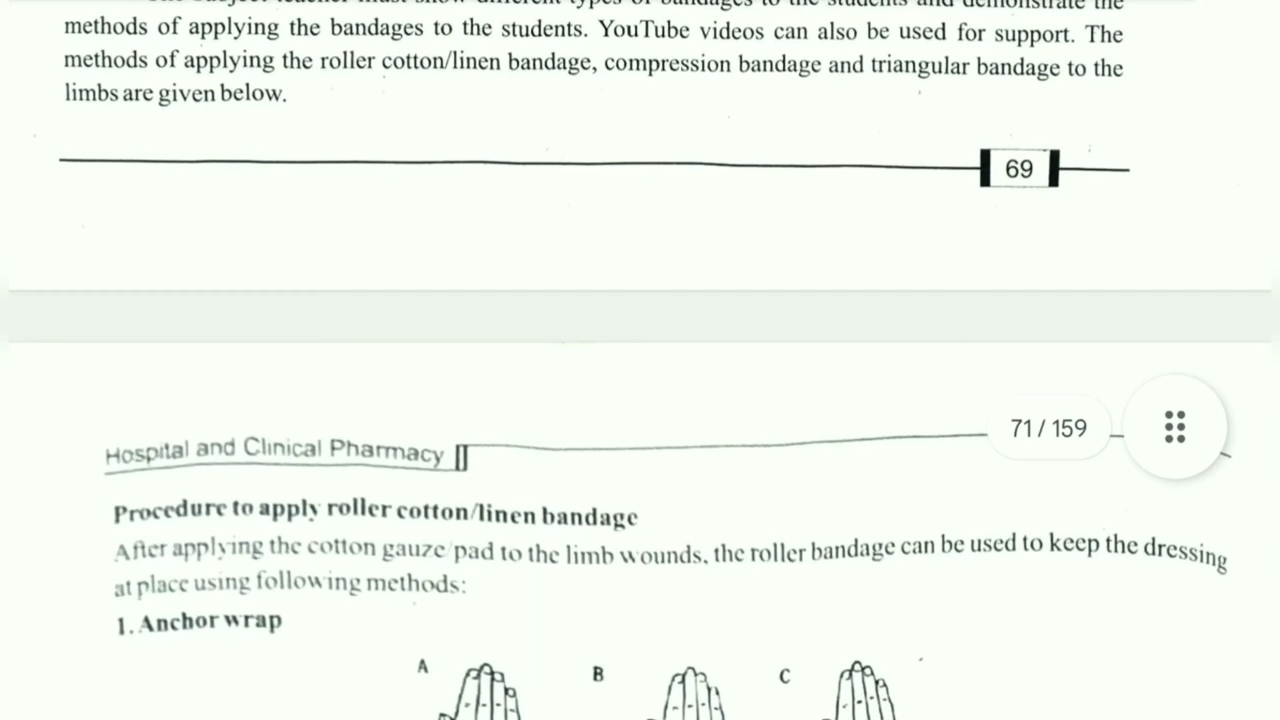 methods of applying the bandages to the students. YouTube videos can also be used for support. The
methods of applying the roller cotton/linen bandage, compression bandage and triangular bandage to the
limbs are given below.
69
71 / 159
Hospital and Clinical Pharmacy
Procedure to apply roller cotton/linen bandage
After applying the cotton gauze/pad to the limb wounds, the roller bandage can be used to keep the dressing
at place using following methods:
1. Anchor wrap
A B C